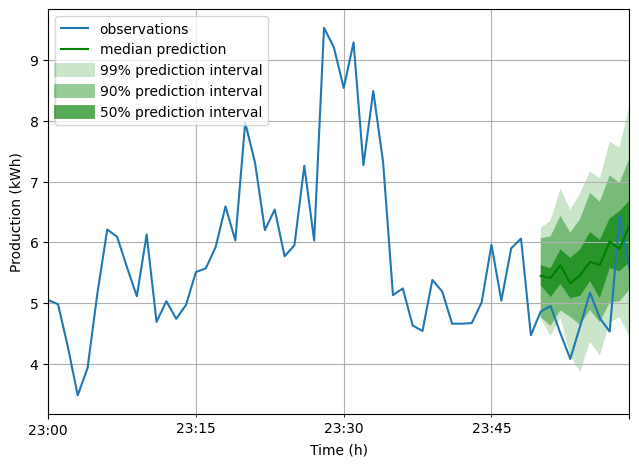 observations
median prediction
99% prediction interval
90% prediction interval
50% prediction interval
9
8
7
6
5
4
Production (kWh)
23:00
23:15
23:30
23:45
Time (h)